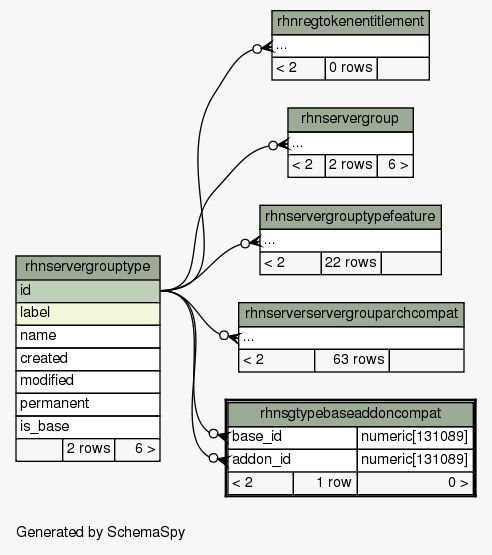 rhnregtokenentitlement
...
< 2 0 rows
rhnservergroup
...
< 2 2 rows 6 >
rhnservergrouptypefeature
...
< 2 22 rows
rhnservergrouptype
id
label
name
created
modified
permanent
is_base
2 rows 6 >
rhnserverservergrouparchcompat
...
< 2 63 rows
rhnsgtypebaseaddoncompat
base_id numeric[131089]
addon_id numeric[131089]
< 2 1 row 0 >
Generated by SchemaSpy